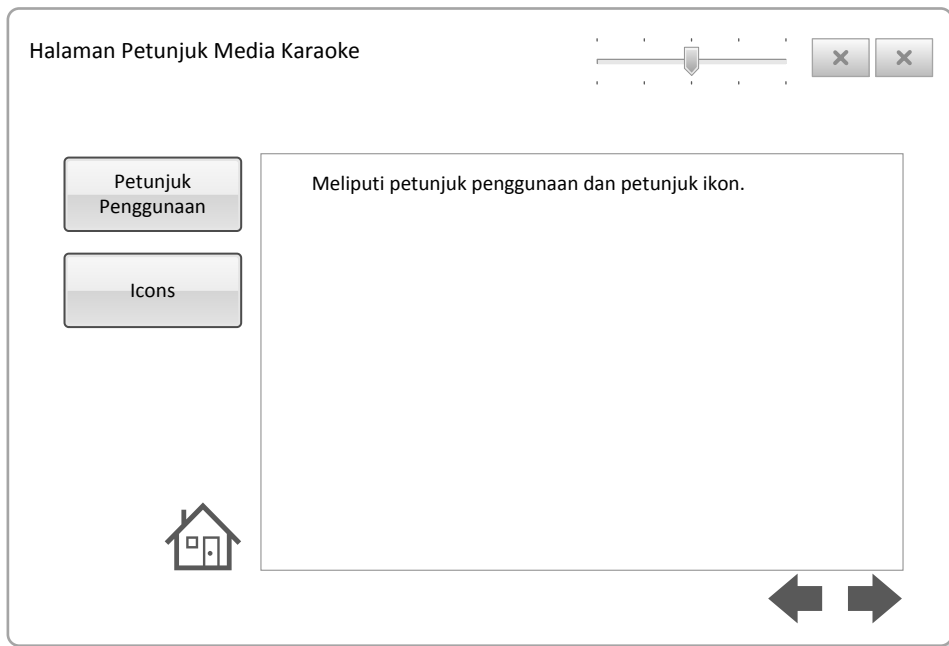 Halaman Petunjuk Media Karaoke
Petunjuk
Penggunaan
Meliputi petunjuk penggunaan dan petunjuk ikon.
Icons